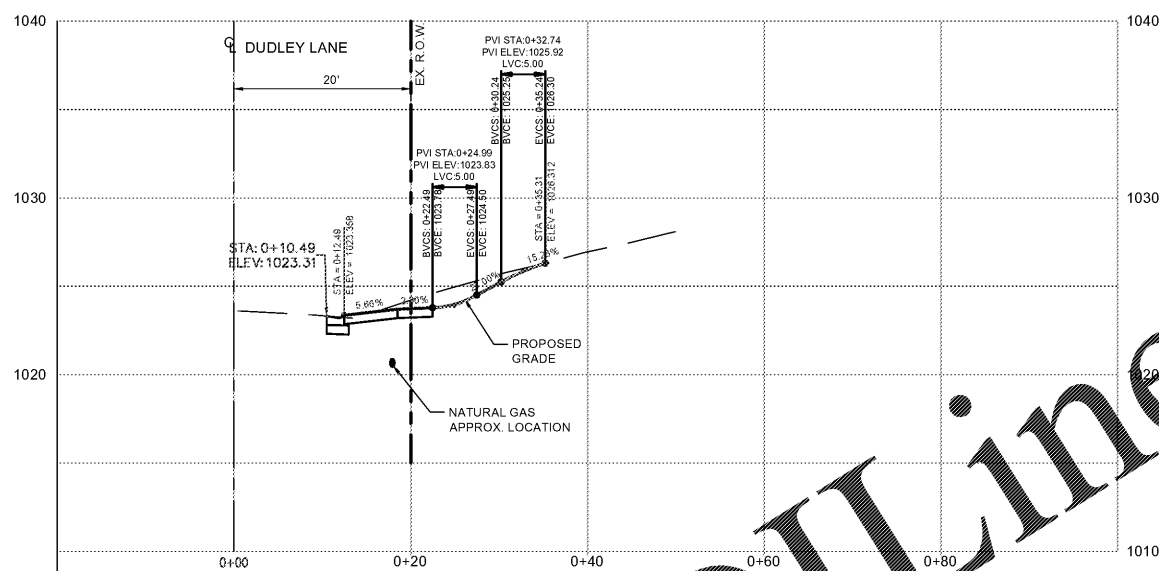 1040
1040
℄ DUDLEY LANE
20'
EX. R.O.W.
PVI STA:0+32.74
PVI ELEV:1025.92
LVC:5.00
BVCS: 0+30.24
BVCE: 1025.25
EVCS: 0+35.24
EVCE: 1026.30
PVI STA:0+24.99
PVI ELEV:1023.83
LVC:5.00
BVCS: 0+22.49
BVCE: 1023.78
EVCS: 0+27.49
EVCE: 1024.50
STA = 0+35.31
ELEV = 1026.312
1030
1030
STA: 0+10.49
ELEV: 1023.31
STA = 0+12.49
ELEV = 1023.358
5.66%
15.23%
PROPOSED
GRADE
1020
1020
NATURAL GAS
APPROX. LOCATION
Line
1010
0+00
0+20
0+40
0+60
0+80